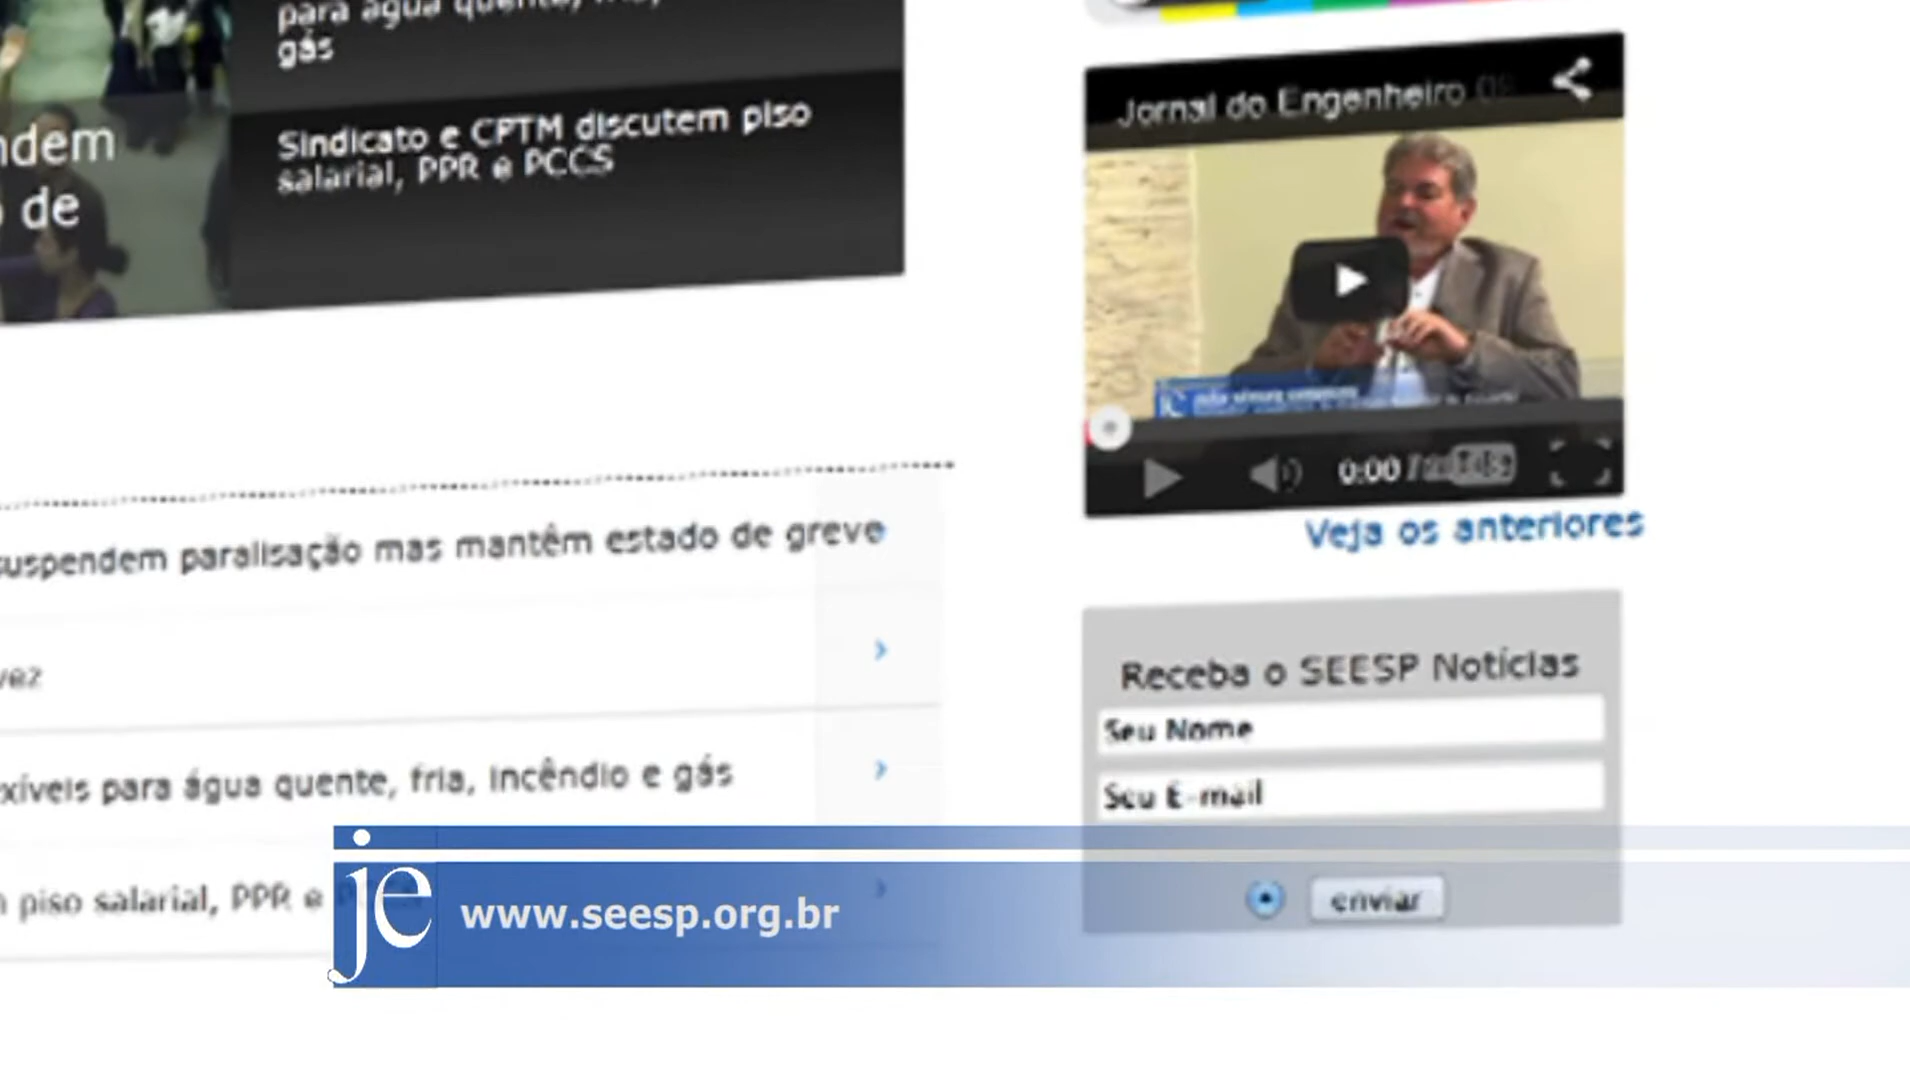 para água quente, fria,
gás
Sindicato e CPTM discutem piso
salarial, PPR e PCCS
ndem
o de
Jornal do Engenheiro
0:00
Veja os anteriores
suspendem paralisação mas mantêm estado de greve
vez
xíveis para água quente, fria, incêndio e gás
piso salarial, PPR e
Receba o SEESP Notícias
Seu Nome
Seu E-mail
enviar
je
www.seesp.org.br